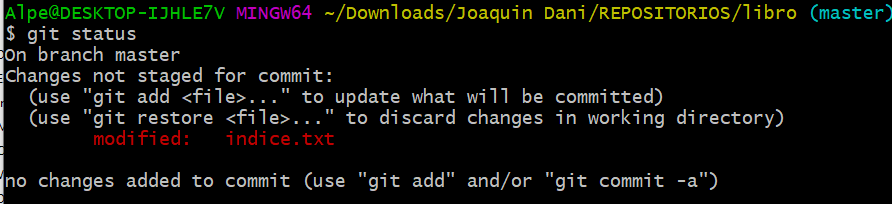 Alpe@DESKTOP-IJHLE7V MINGW64 ~/Downloads/Joaquin Dani/REPOSITORIOS/libro (master)
$ git status
On branch master
Changes not staged for commit:
  (use "git add <file>..." to update what will be committed)
  (use "git restore <file>..." to discard changes in working directory)
        modified:   indice.txt

no changes added to commit (use "git add" and/or "git commit -a")